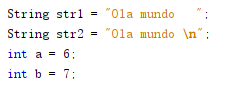 String str1 = "Ola mundo   ";
String str2 = "Ola mundo \n";
int a = 6;
int b = 7;